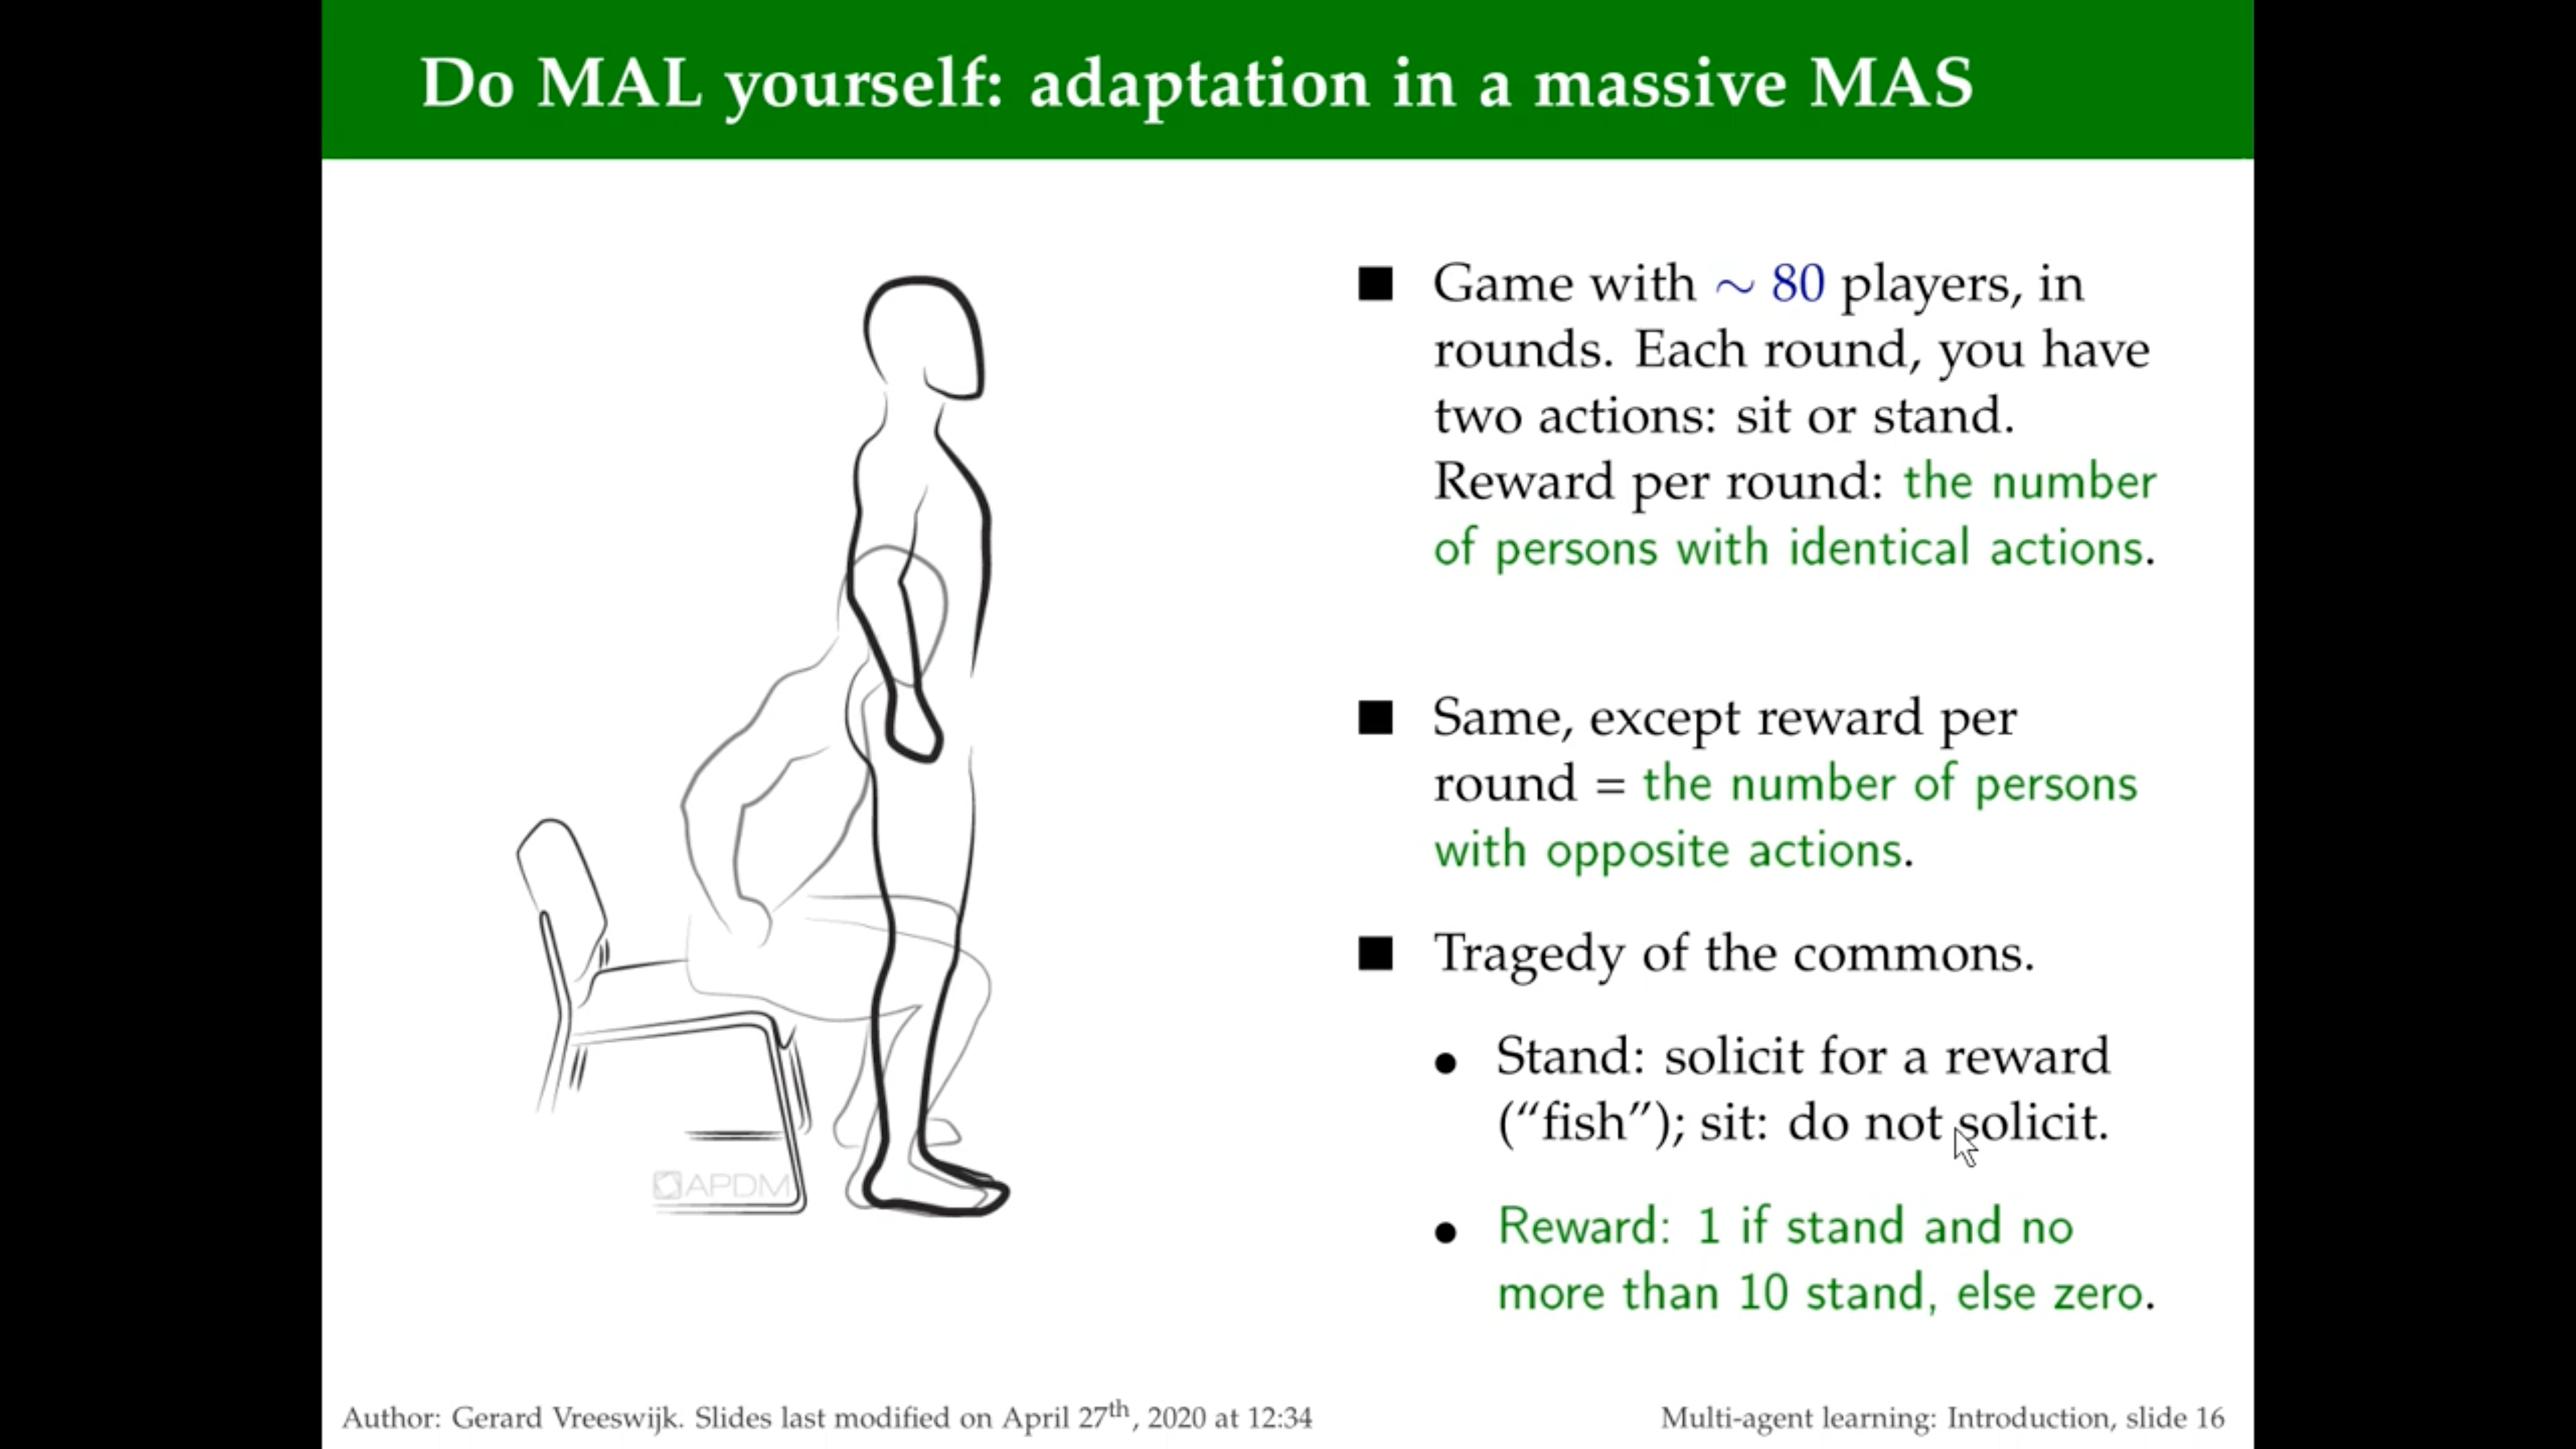 Do MAL yourself: adaptation in a massive MAS
■ Game with ∼ 80 players, in
rounds. Each round, you have
two actions: sit or stand.
Reward per round: the number
of persons with identical actions.
■ Same, except reward per
round = the number of persons
with opposite actions.
■ Tragedy of the commons.
• Stand: solicit for a reward
(“fish”); sit: do not solicit.
• Reward: 1 if stand and no
more than 10 stand, else zero.
APDM
Author: Gerard Vreeswijk. Slides last modified on April 27th, 2020 at 12:34
Multi-agent learning: Introduction, slide 16